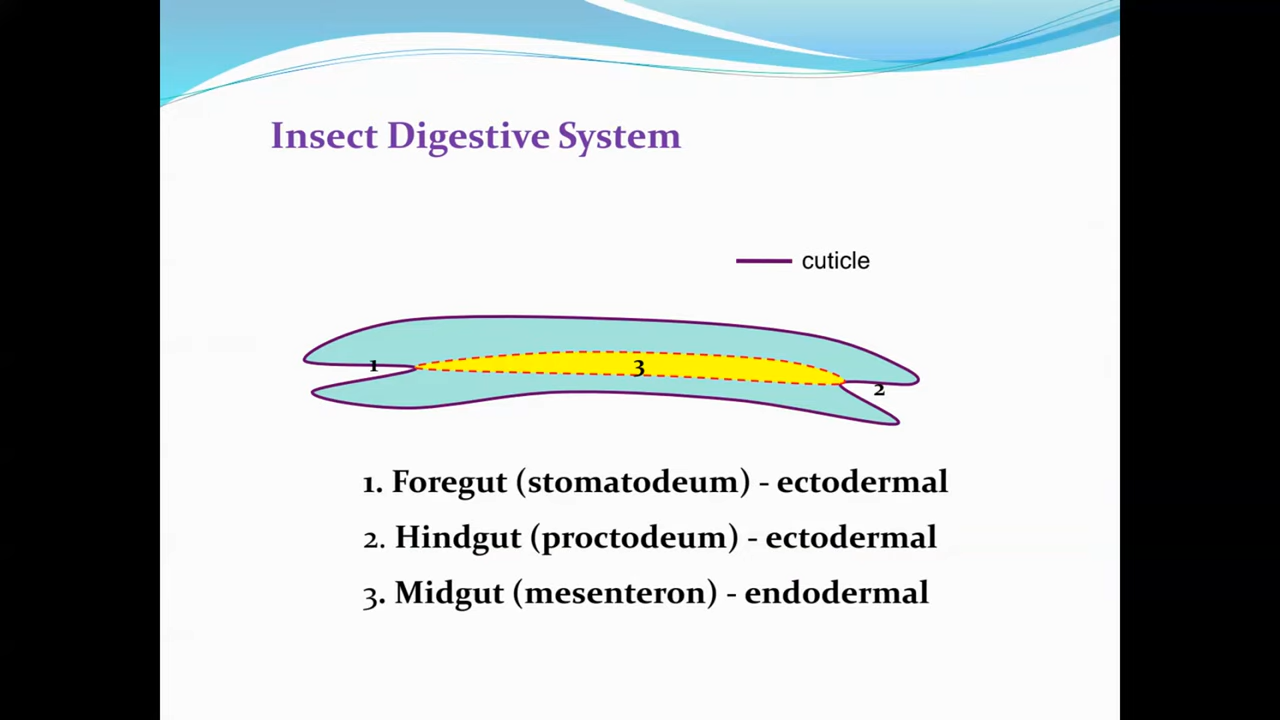 Insect Digestive System
cuticle
1
3
2
1. Foregut (stomatodeum) - ectodermal
2. Hindgut (proctodeum) - ectodermal
3. Midgut (mesenteron) - endodermal